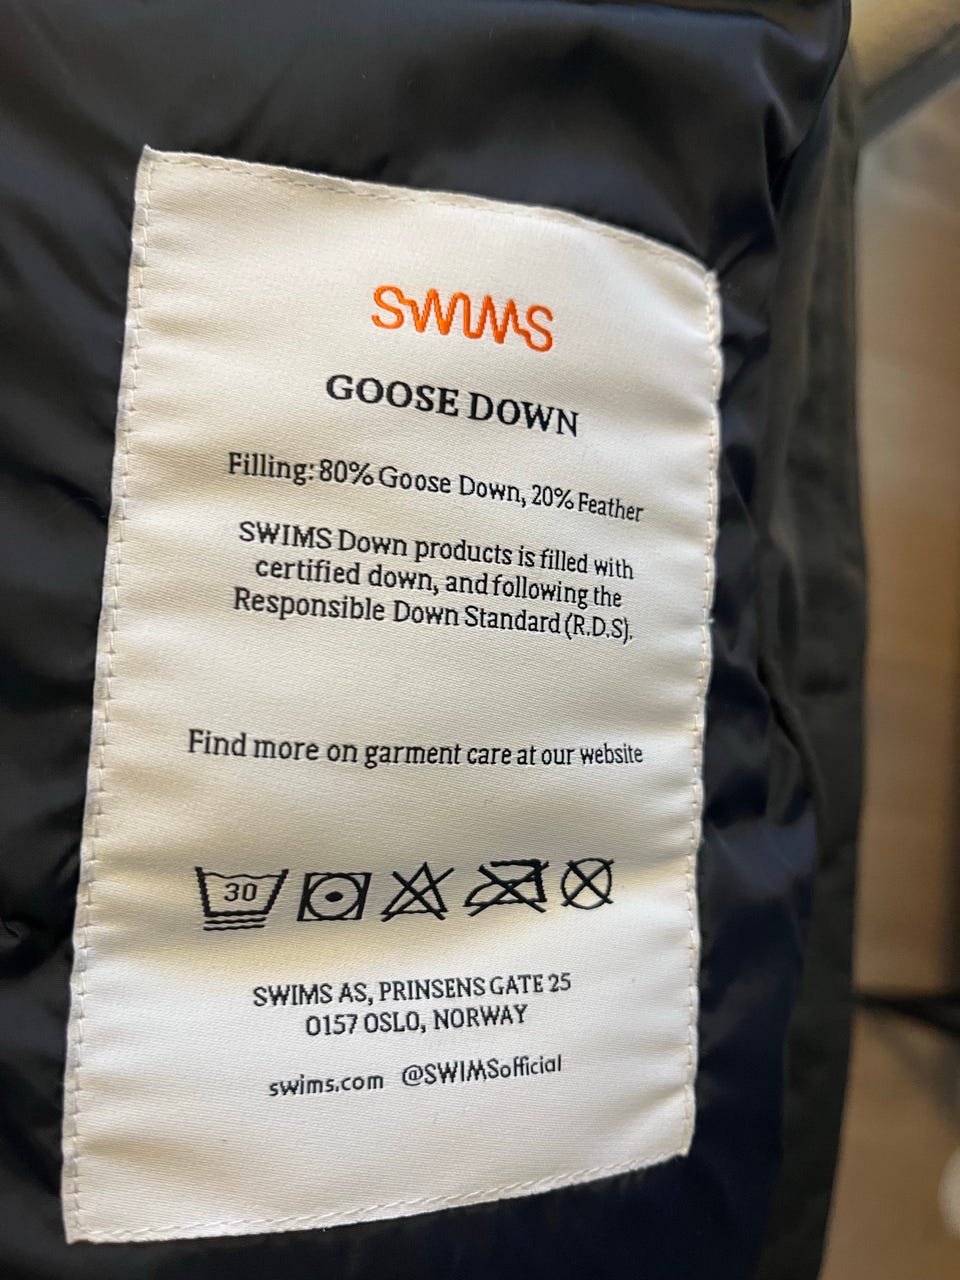 SWIMS
GOOSE DOWN
Filling: 80% Goose Down, 20% Feather
SWIMS Down products is filled with
certified down, and following the
Responsible Down Standard (R.D.S).
Find more on garment care at our website
30
SWIMS AS, PRINSENS GATE 25
0157 OSLO, NORWAY
swims.com @SWIMSofficial